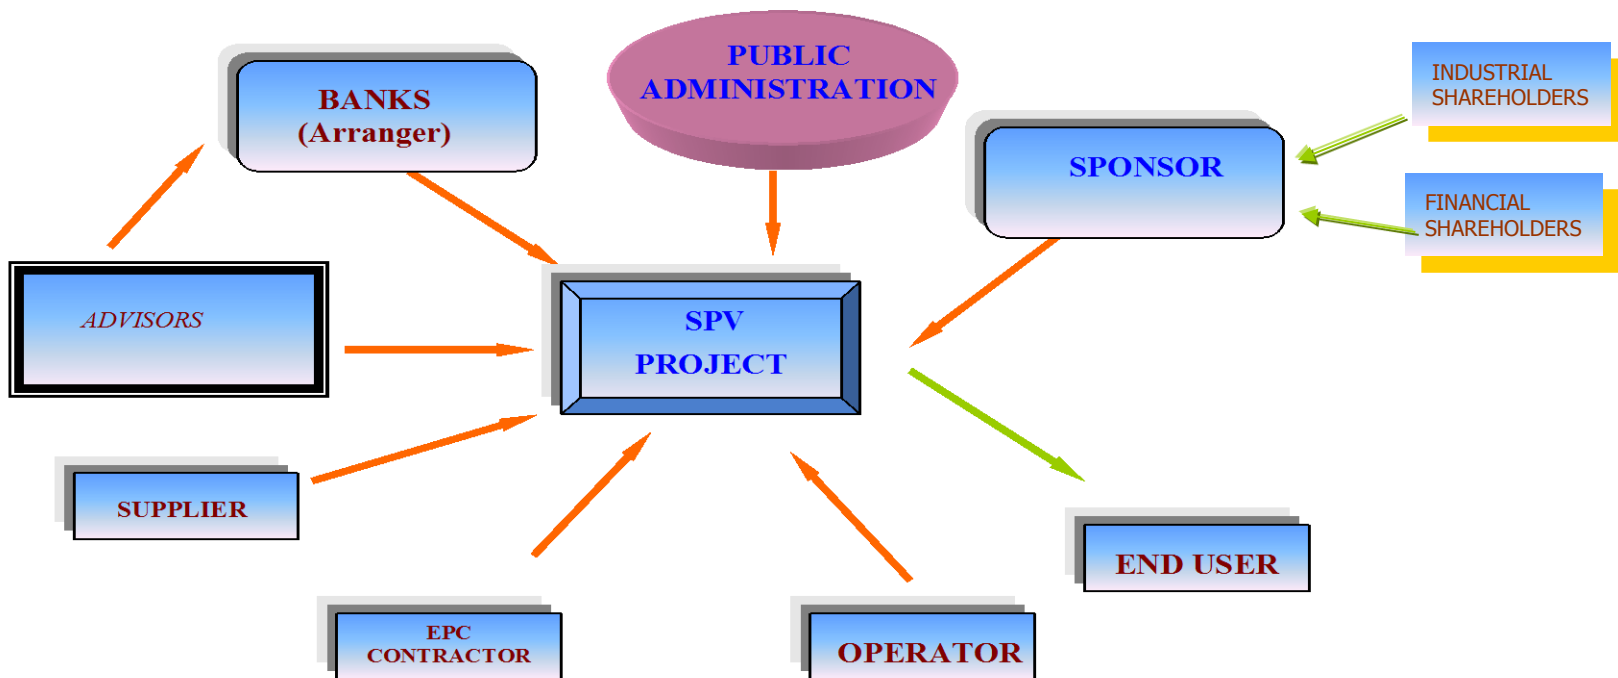 PUBLIC
ADMINISTRATION
BANKS
(Arranger)
INDUSTRIAL
SHAREHOLDERS
SPONSOR
FINANCIAL
SHAREHOLDERS
ADVISORS
SPV
PROJECT
SUPPLIER
END USER
EPC
CONTRACTOR
OPERATOR